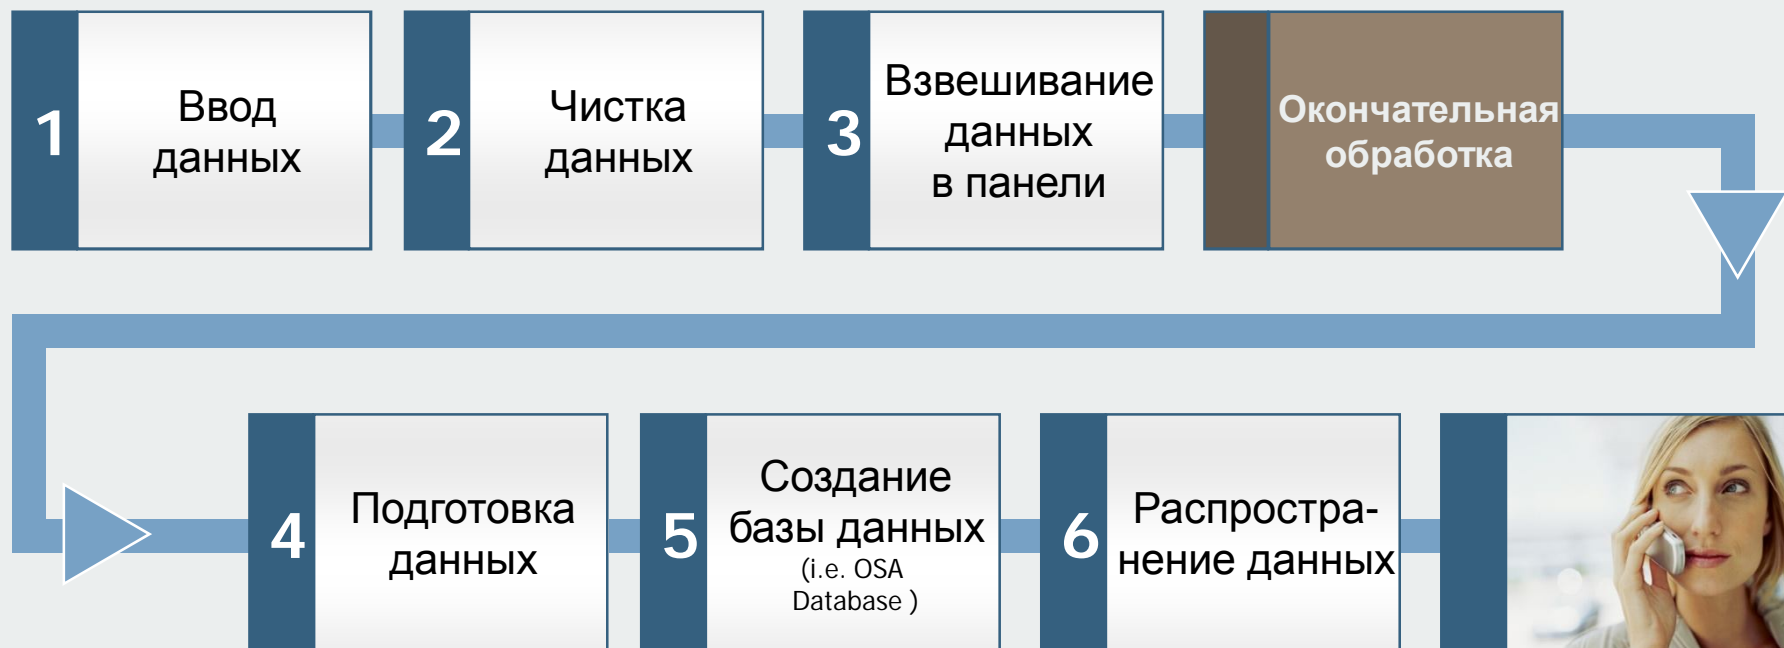 1
Ввод
данных
2
Чистка
данных
3
Взвешивание
данных
в панели
Окончательная
обработка
4
Подготовка
данных
5
Создание
базы данных
(i.e. OSA
Database )
6
Распростра-
нение данных